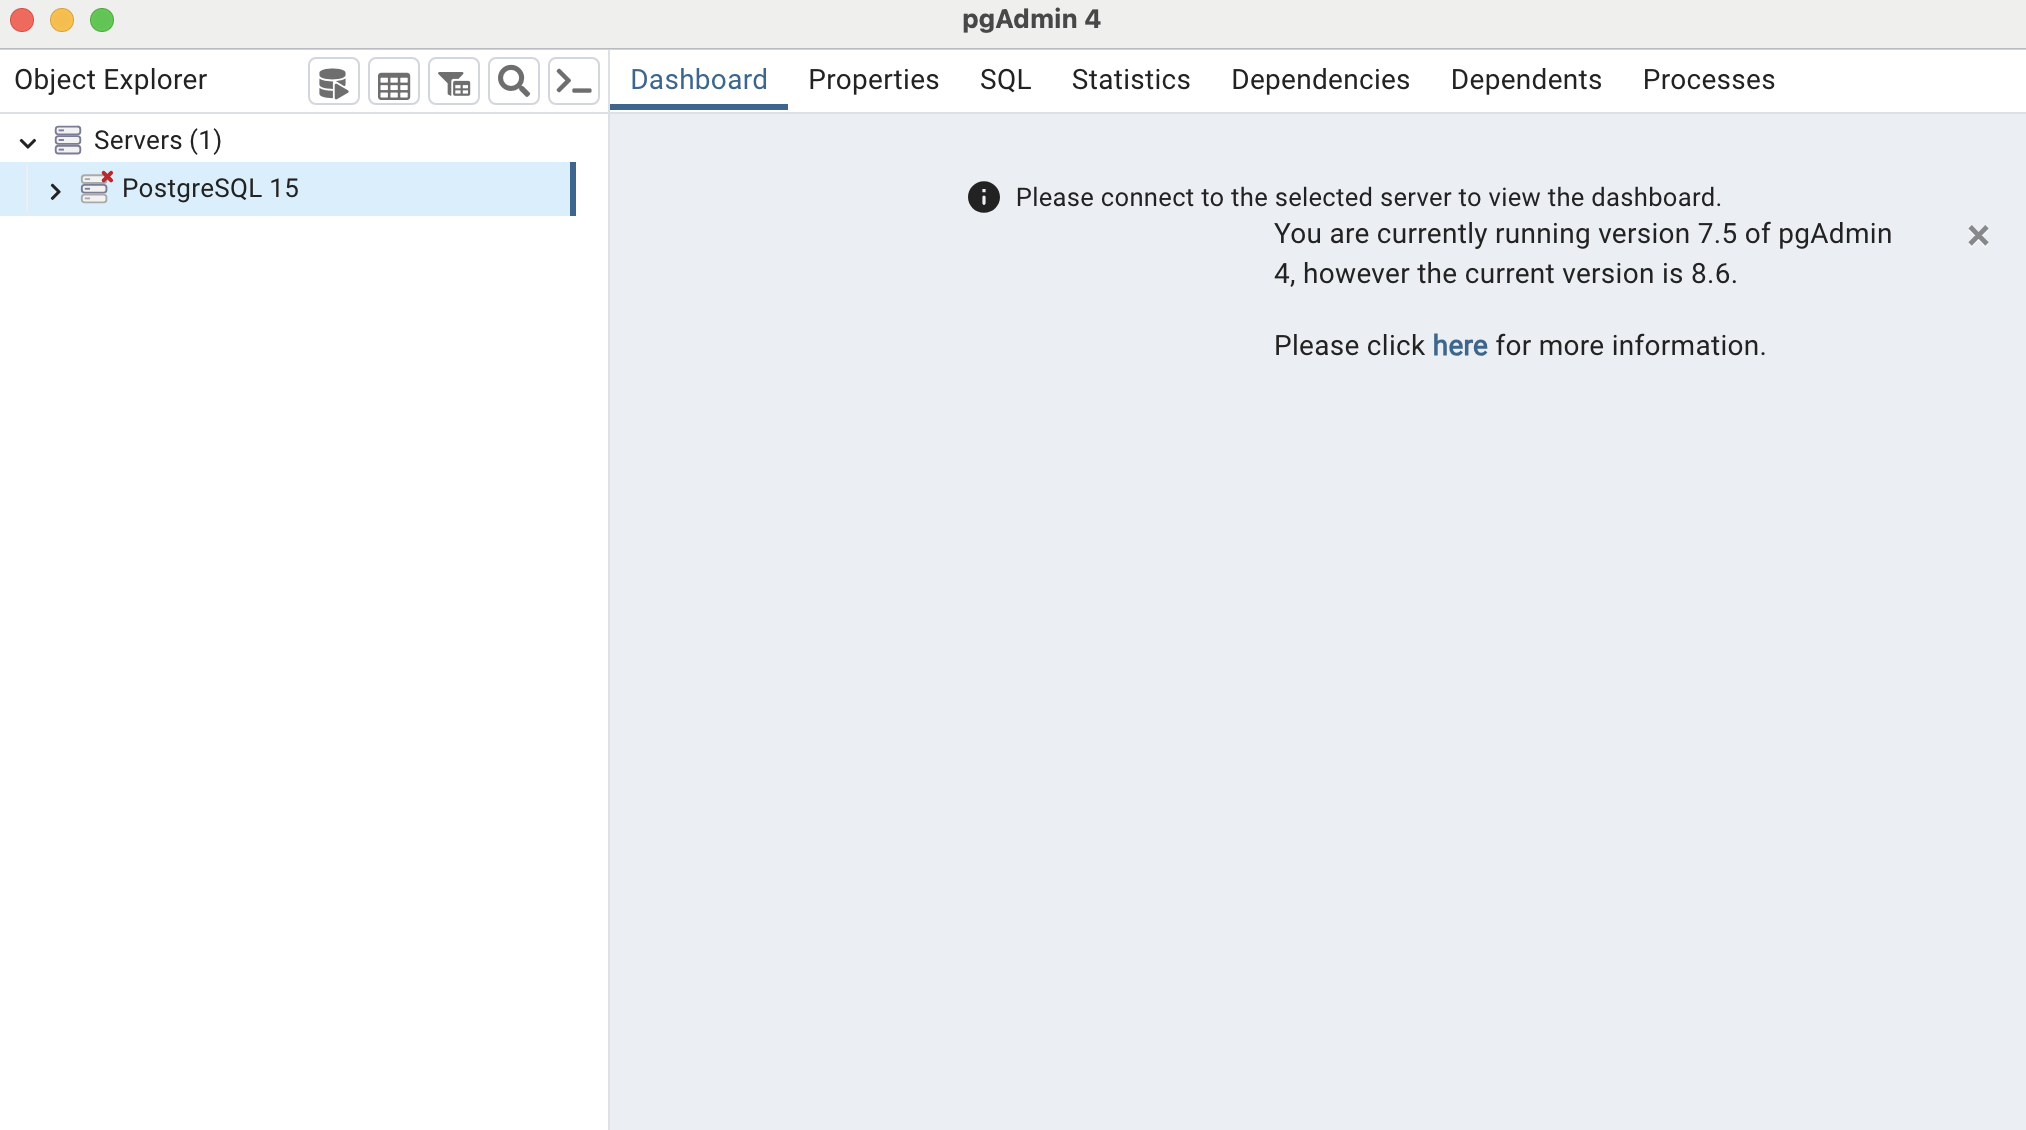 pgAdmin 4
Object Explorer
Dashboard Properties SQL Statistics Dependencies Dependents Processes
Servers (1)
PostgreSQL 15
Please connect to the selected server to view the dashboard.
You are currently running version 7.5 of pgAdmin
4, however the current version is 8.6.
Please click here for more information.